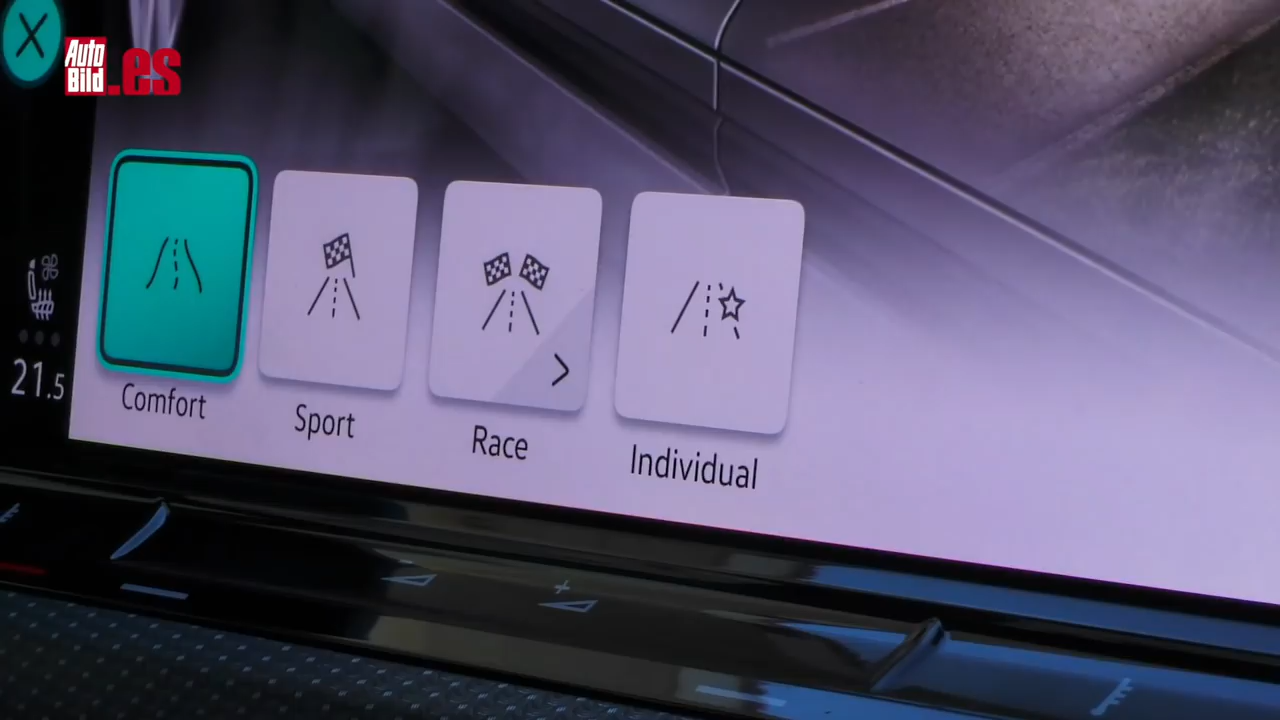 X
Auto
Bild.es
21.5
Comfort
Sport
Race
Individual